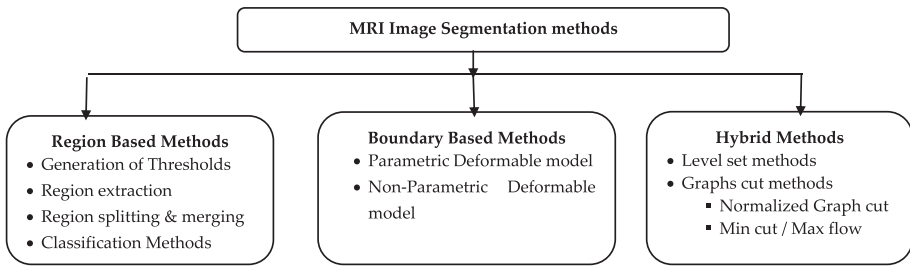 MRI Image Segmentation methods
Region Based Methods
• Generation of Thresholds
• Region extraction
• Region splitting & merging
• Classification Methods
Boundary Based Methods
• Parametric Deformable model
• Non-Parametric Deformable
model
Hybrid Methods
• Level set methods
• Graphs cut methods
▪ Normalized Graph cut
▪ Min cut / Max flow